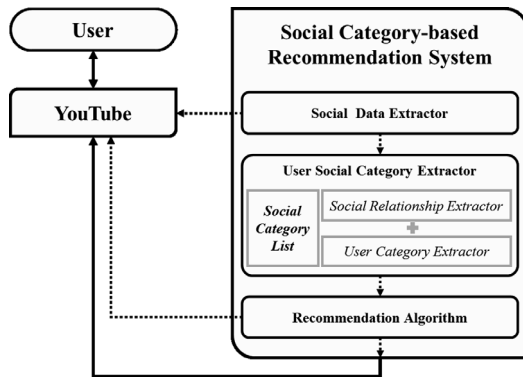 User
YouTube
Social Category-based
Recommendation System
Social Data Extractor
User Social Category Extractor
Social
Category
List
Social Relationship Extractor
User Category Extractor
Recommendation Algorithm